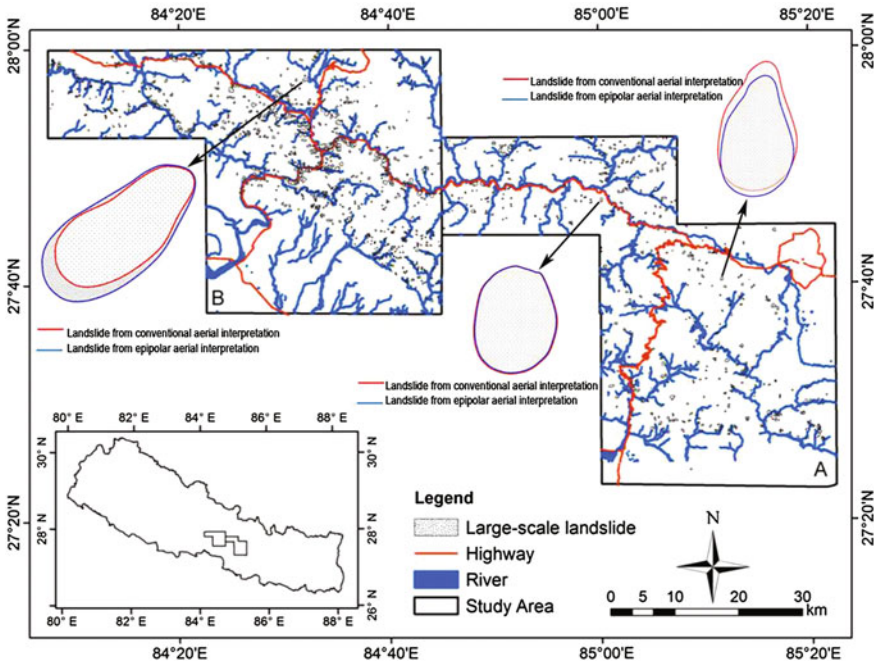 84°20'E 84°40'E 85°00'E 85°20'E
28°00'N
28°00'N
Landslide from conventional aerial interpretation
Landslide from epipolar aerial interpretation
27°40'N
27°40'N
B
Landslide from conventional aerial interpretation
Landslide from epipolar aerial interpretation
Landslide from conventional aerial interpretation
Landslide from epipolar aerial interpretation
A
80° E 82° E 84° E 86° E 88° E
30° N
30° N
28° N
28° N
26° N
80° E 82° E 84° E 86° E 88° E
27°20'N
27°20'N
Legend
Large-scale landslide
Highway
River
Study Area
N
0 5 10 20 30
km
84°20'E 84°40'E 85°00'E 85°20'E